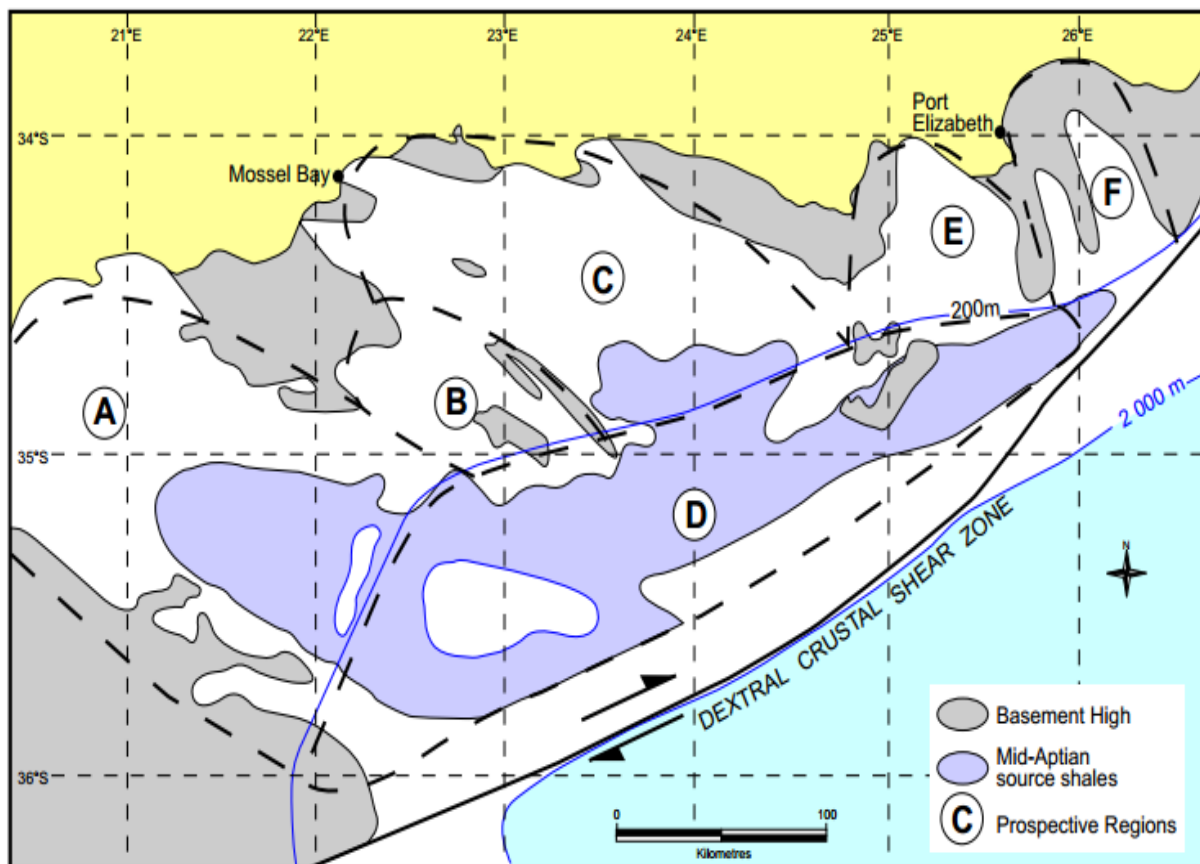 21°E 22°E 23°E 24°E 25°E 26°E
34°S
Port
Elizabeth
Mossel Bay
F
E
C
200m
A
B
2 000 m
35°S
D
N
DEXTRAL CRUSTAL SHEAR ZONE
36°S
0 100
Kilometres
Basement High
Mid-Aptian
source shales
C Prospective Regions